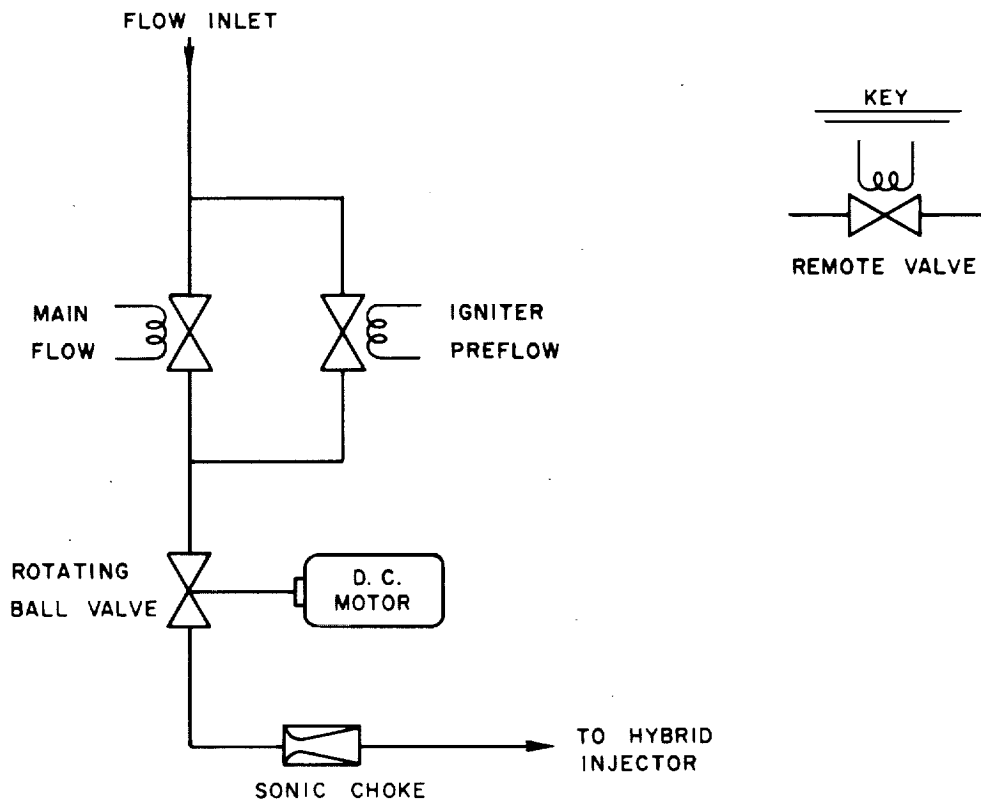 FLOW INLET
KEY
REMOTE VALVE
MAIN
FLOW
IGNITER
PREFLOW
ROTATING
BALL VALVE
D. C.
MOTOR
TO HYBRID
INJECTOR
SONIC CHOKE